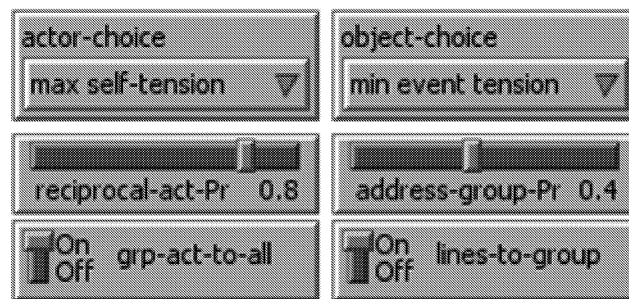 actor-choice
max self-tension
object-choice
min event tension
reciprocal-act-Pr 0.8
address-group-Pr 0.4
On
Off
grp-act-to-all
On
Off
lines-to-group